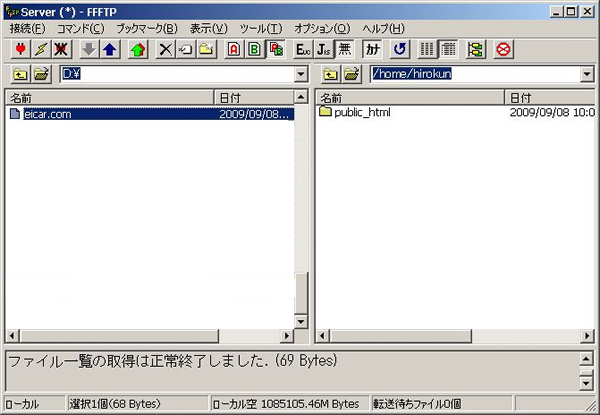 Server (*) - FFFTP
接続(F) コマンド(C) ブックマーク(B) 表示(V) ツール(T) オプション(O) ヘルプ(H)
A B EUC JIS 無 カナ
D:¥
/home/hirokun
名前 日付
名前 日付
eicar.com 2009/09/08...
public_html 2009/09/08 10:0
ファイル一覧の取得は正常終了しました. (69 Bytes)
ローカル 選択1個(68 Bytes) ローカル空 1085105.46M Bytes 転送待ちファイル0個